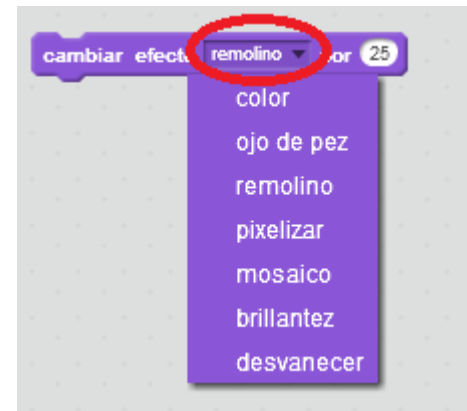 cambiar efecto remolino por 25
color
ojo de pez
remolino
pixelizar
mosaico
brillantez
desvanecer